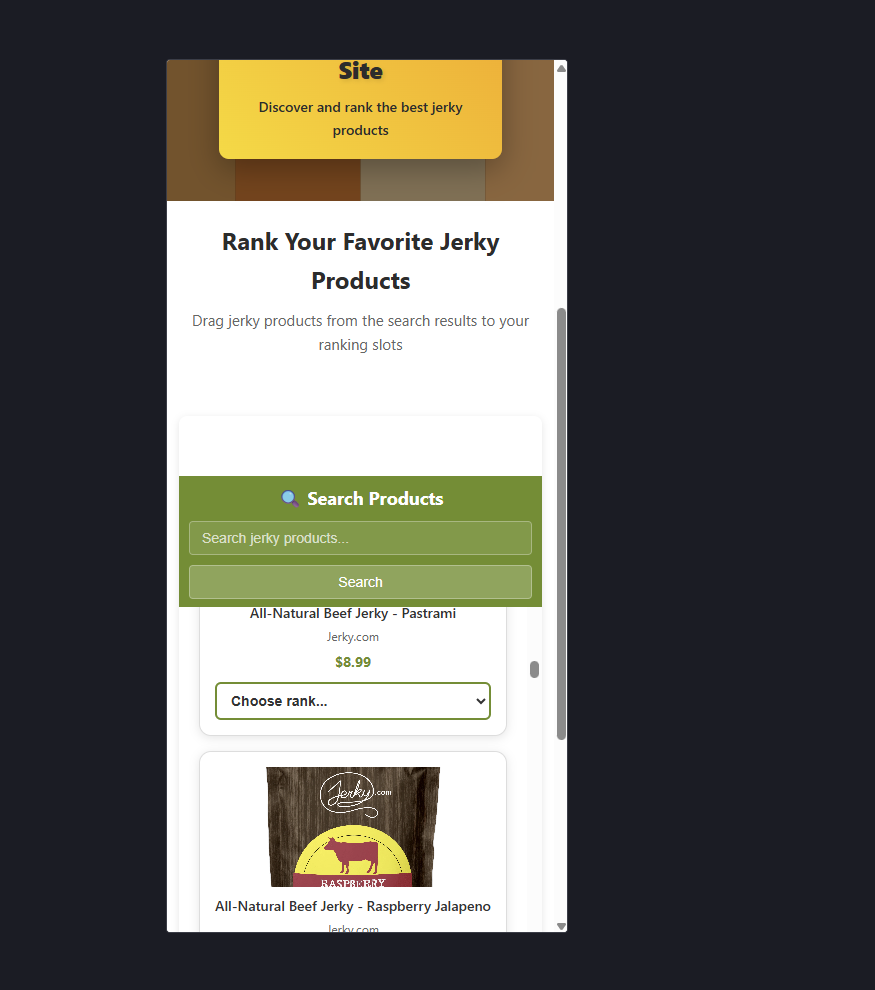 Site
Discover and rank the best jerky
products
Rank Your Favorite Jerky
Products
Drag jerky products from the search results to your
ranking slots
🔍 Search Products
Search jerky products...
Search
All-Natural Beef Jerky - Pastrami
Jerky.com
$8.99
Choose rank...
Jerky.com
RASPBERRY
All-Natural Beef Jerky - Raspberry Jalapeno
Jerky.com